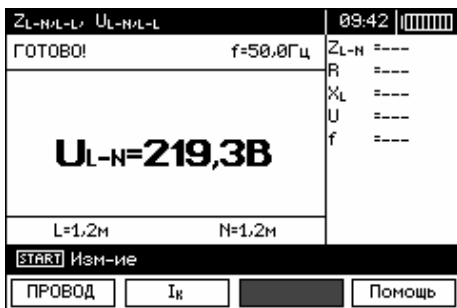 ZL-N,L-L, UL-N,L-L 09:42
ГОТОВО! f=50,0Гц
ZL-N =---
R =---
XL =---
U =---
f =---
UL-N=219,3В
L=1,2м N=1,2м
START Изм-ие
ПРОВОД Iк Помощь